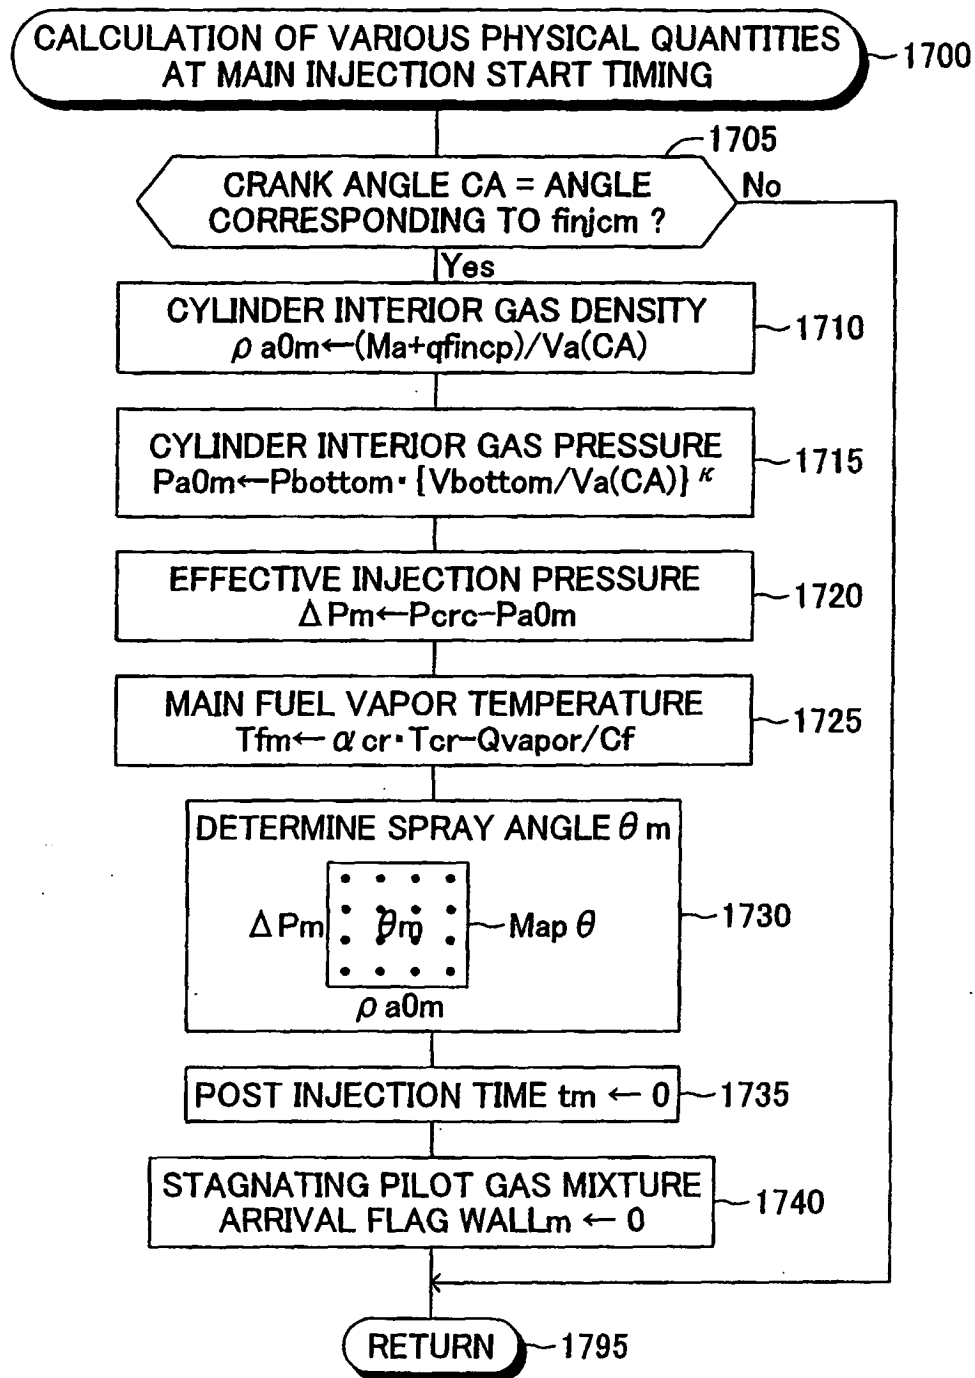 CALCULATION OF VARIOUS PHYSICAL QUANTITIES
AT MAIN INJECTION START TIMING
1700
1705
CRANK ANGLE CA = ANGLE
CORRESPONDING TO finjcm ?
No
Yes
CYLINDER INTERIOR GAS DENSITY
ρa0m←(Ma+qfincp)/Va(CA)
1710
CYLINDER INTERIOR GAS PRESSURE
Pa0m←Pbottom・{Vbottom/Va(CA)}^κ
1715
EFFECTIVE INJECTION PRESSURE
ΔPm←Pcrc-Pa0m
1720
MAIN FUEL VAPOR TEMPERATURE
Tfm←αcr・Tcr-Qvapor/Cf
1725
DETERMINE SPRAY ANGLE θm
ΔPm
θm
Map θ
ρa0m
1730
POST INJECTION TIME tm ← 0
1735
STAGNATING PILOT GAS MIXTURE
ARRIVAL FLAG WALLm ← 0
1740
RETURN
1795